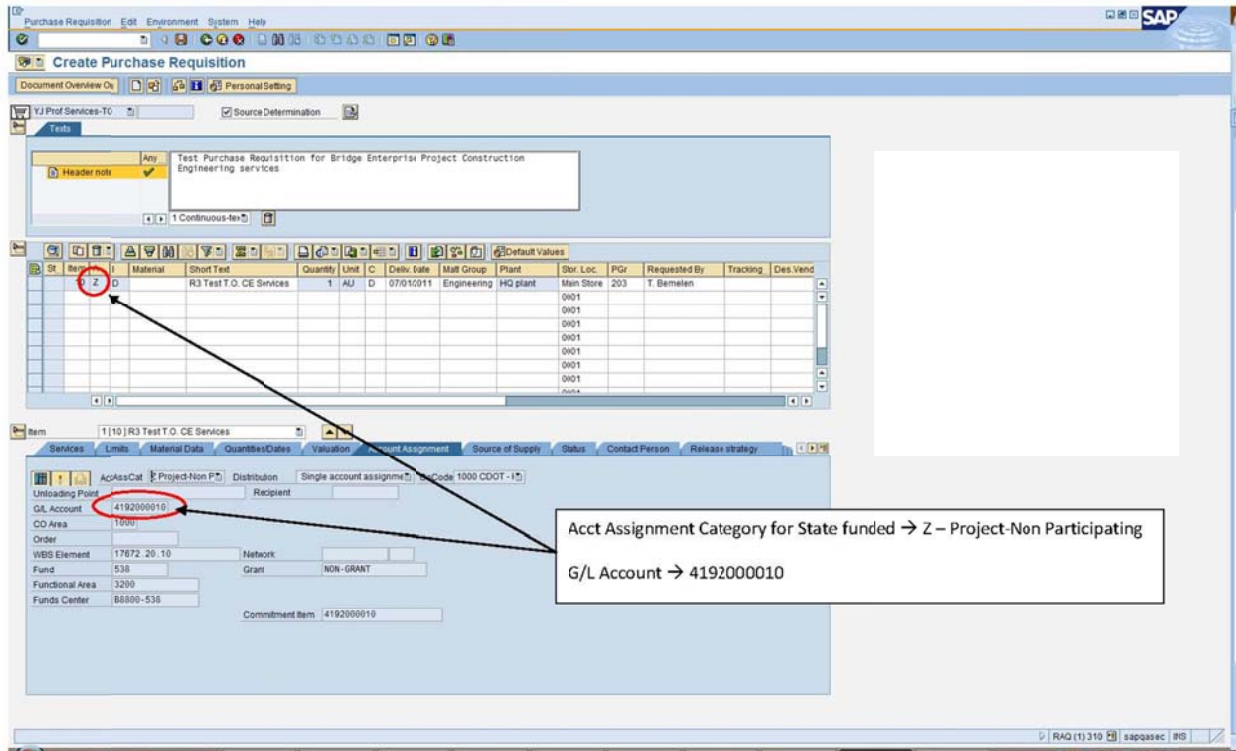 Purchase Requisition Edit Environment System Help
SAP
Create Purchase Requisition
Document Overview O Personal Setting
YJ Prof Services-TO Source Determination
Texts
Any
Header note
Test Purchase Requisition for Bridge Enterpris Project Construction
Engineering services
1 Continuous-tex
Default Values
St. Item A I Material Short Text Quantity Unit C Deliv. Date Matl Group Plant Stor. Loc. PGr Requested By Tracking Des.Vend
10 Z D R3 Test T.O. CE Services 1 AU D 07/01/2011 Engineering HQ plant Main Store 203 T. Bemelen
0001
0001
0001
0001
0001
0001
0001
0001
Item 1 [ 10 ] R3 Test T.O. CE Services
Services Limits Material Data Quantities/Dates Valuation Account Assignment Source of Supply Status Contact Person Release strategy
AccAssCat Project-Non P Distribution Single account assignme CoCode 1000 CDOT -
Unloading Point Recipient
G/L Account 4192000010
CO Area 1000
Order
WBS Element 17672.20.10 Network
Fund 538 Grant NON-GRANT
Functional Area 3200
Funds Center B8800-538
Commitment Item 4192000010
Acct Assignment Category for State funded → Z – Project-Non Participating
G/L Account → 4192000010
RAQ (1) 310 sapqasec INS